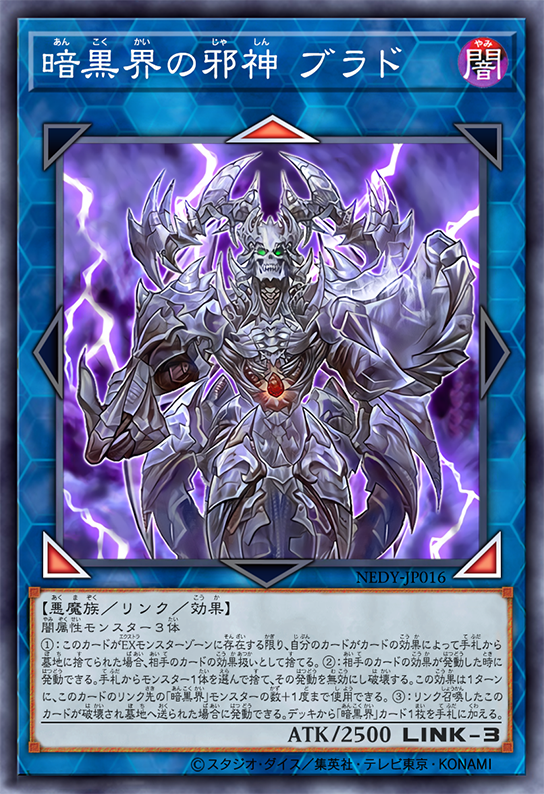 暗黒界の邪神 ブラド
闇
NEDY-JP016
【悪魔族／リンク／効果】
闇属性モンスター３体
①：このカードがEXモンスターゾーンに存在する限り、自分のカードがカードの効果によって手札から
墓地に捨てられた場合、相手のカードの効果扱いとして捨てる。②：相手のカードの効果が発動した時に
発動できる。手札からモンスター1体を選んで捨て、その発動を無効にし破壊する。この効果は1ターン
に、このカードのリンク先の「暗黒界」モンスターの数＋1度まで使用できる。③：リンク召喚したこの
カードが破壊され墓地へ送られた場合に発動できる。デッキから「暗黒界」カード1枚を手札に加える。
ATK/2500 LINK-3
©スタジオ・ダイス/集英社・テレビ東京・KONAMI